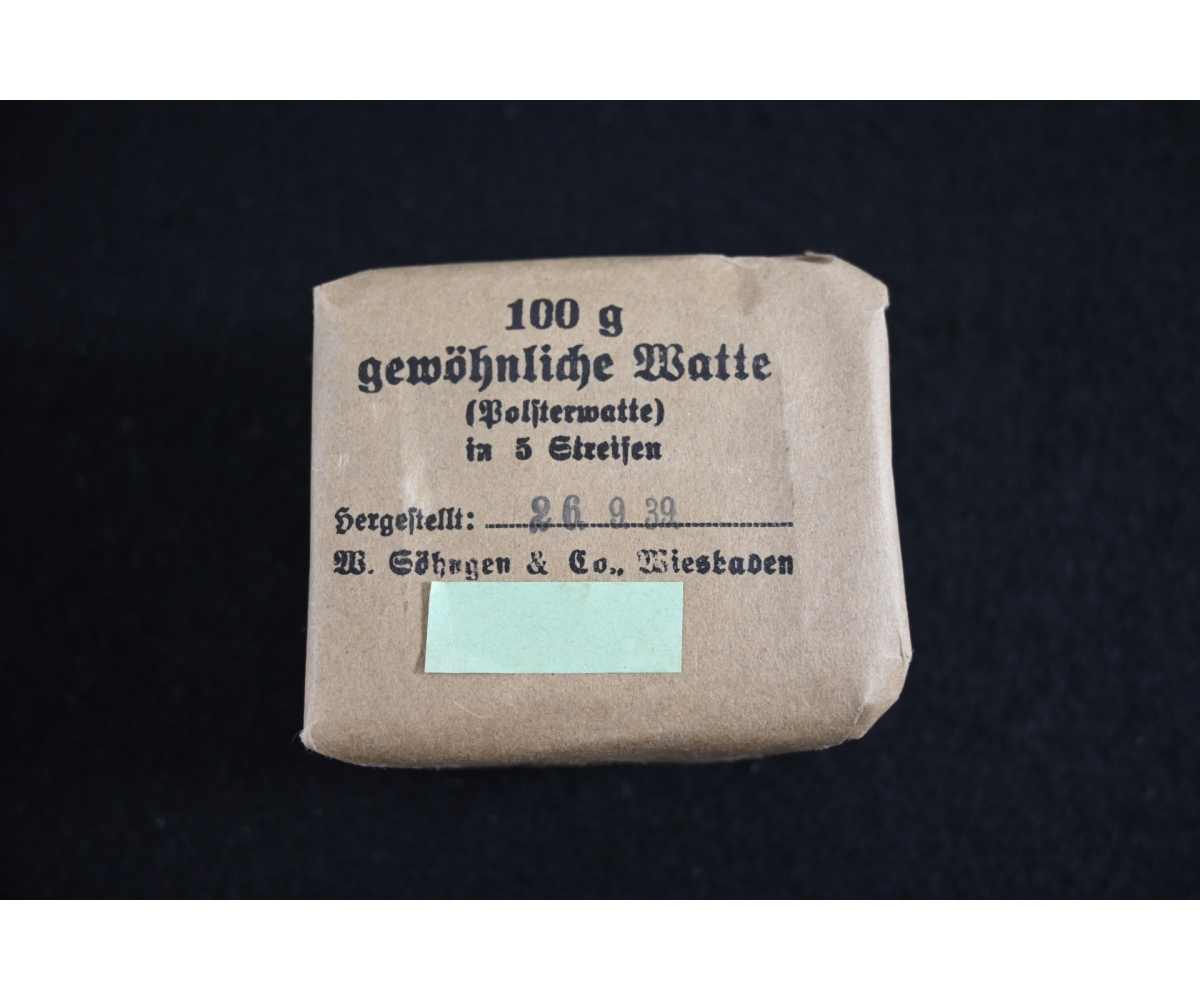 100 g
gewöhnliche Watte
(Polsterwatte)
in 5 Streifen
Hergestellt: 26 9 39
W. Söhngen & Co., Wiesbaden